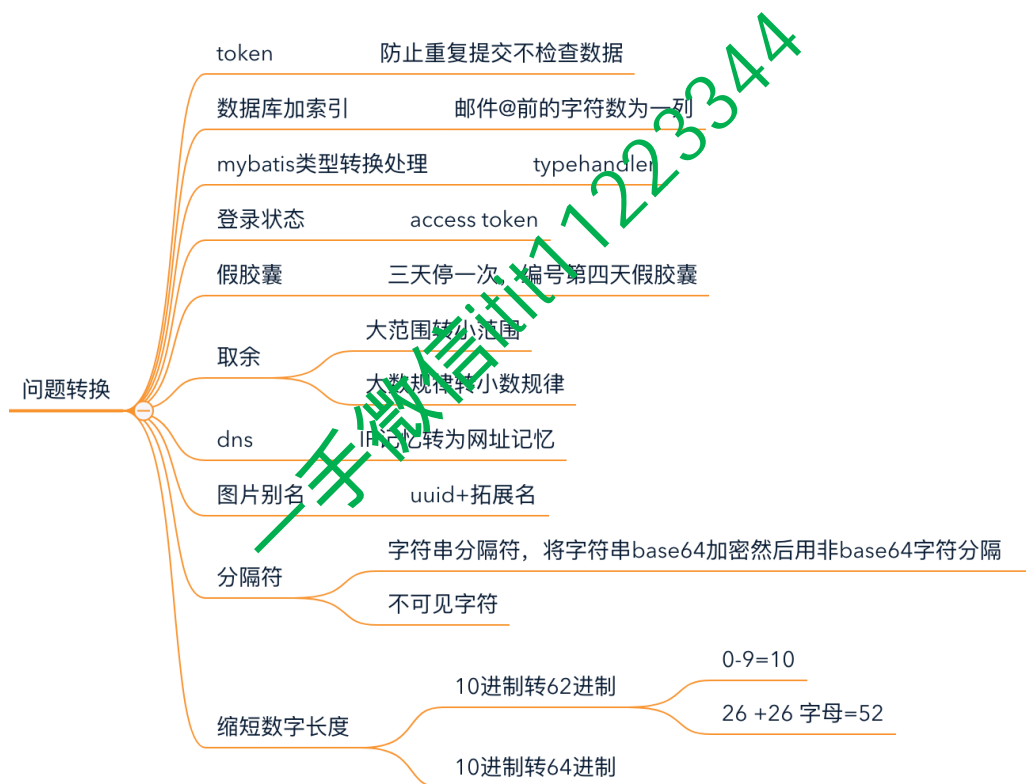 token
防止重复提交不检查数据
数据库加索引
邮件@前的字符数为一列
mybatis类型转换处理
typehandler
登录状态
access token
假胶囊
三天停一次，编号第四天假胶囊
取余
大范围转小范围
大数规律转小数规律
问题转换
dns
IP记忆转为网址记忆
图片别名
uuid+拓展名
分隔符
字符串分隔符，将字符串base64加密然后用非base64字符分隔
不可见字符
缩短数字长度
10进制转62进制
0-9=10
26 +26 字母=52
10进制转64进制
一手微信itit11223344